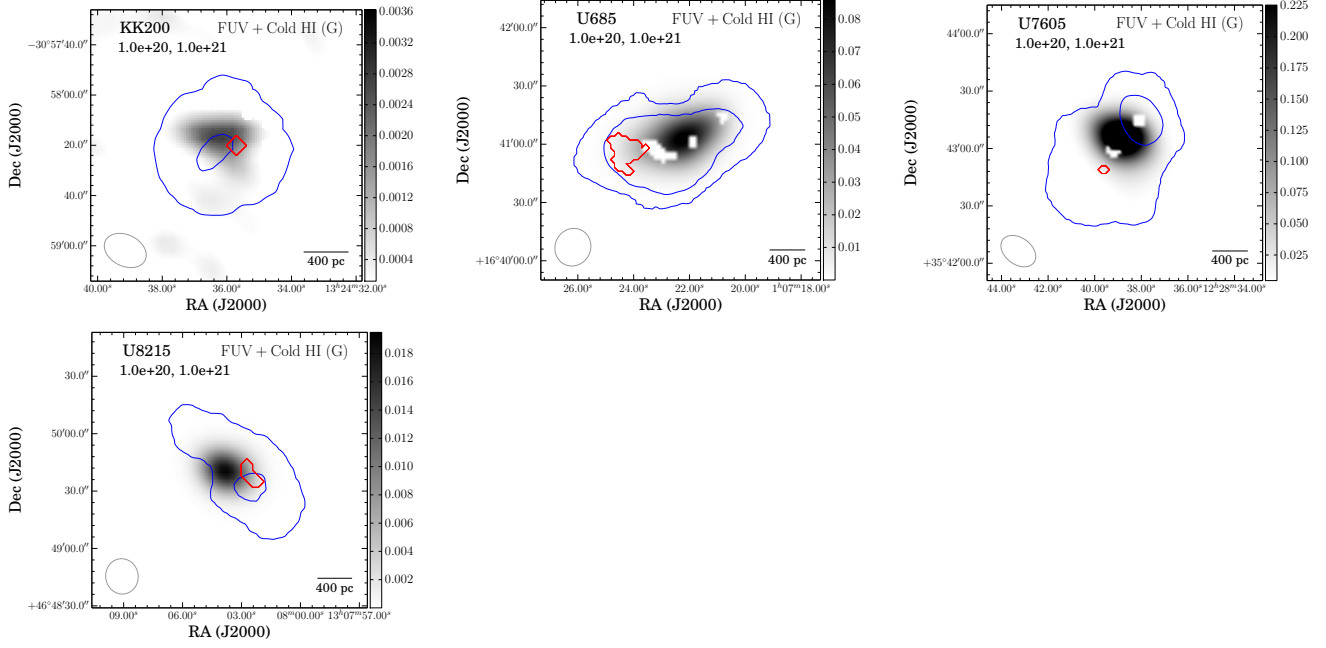 KK200 FUV + Cold HI (G)
1.0e+20, 1.0e+21
−30°57′40.0″
58′00.0″
20.0″
40.0″
59′00.0″
Dec (J2000)
400 pc
40.00ˢ 38.00ˢ 36.00ˢ 34.00ˢ 13ʰ24ᵐ32.00ˢ
RA (J2000)
0.0036
0.0032
0.0028
0.0024
0.0020
0.0016
0.0012
0.0008
0.0004
U685 FUV + Cold HI (G)
1.0e+20, 1.0e+21
42′00.0″
30.0″
41′00.0″
30.0″
+16°40′00.0″
Dec (J2000)
400 pc
26.00ˢ 24.00ˢ 22.00ˢ 20.00ˢ 1ʰ07ᵐ18.00ˢ
RA (J2000)
0.08
0.07
0.06
0.05
0.04
0.03
0.02
0.01
U7605 FUV + Cold HI (G)
1.0e+20, 1.0e+21
44′00.0″
30.0″
43′00.0″
30.0″
+35°42′00.0″
Dec (J2000)
400 pc
44.00ˢ 42.00ˢ 40.00ˢ 38.00ˢ 36.00ˢ 12ʰ28ᵐ34.00ˢ
RA (J2000)
0.225
0.200
0.175
0.150
0.125
0.100
0.075
0.050
0.025
U8215 FUV + Cold HI (G)
1.0e+20, 1.0e+21
30.0″
50′00.0″
30.0″
49′00.0″
+46°48′30.0″
Dec (J2000)
400 pc
09.00ˢ 06.00ˢ 03.00ˢ 08ᵐ00.00ˢ 13ʰ07ᵐ57.00ˢ
RA (J2000)
0.018
0.016
0.014
0.012
0.010
0.008
0.006
0.004
0.002